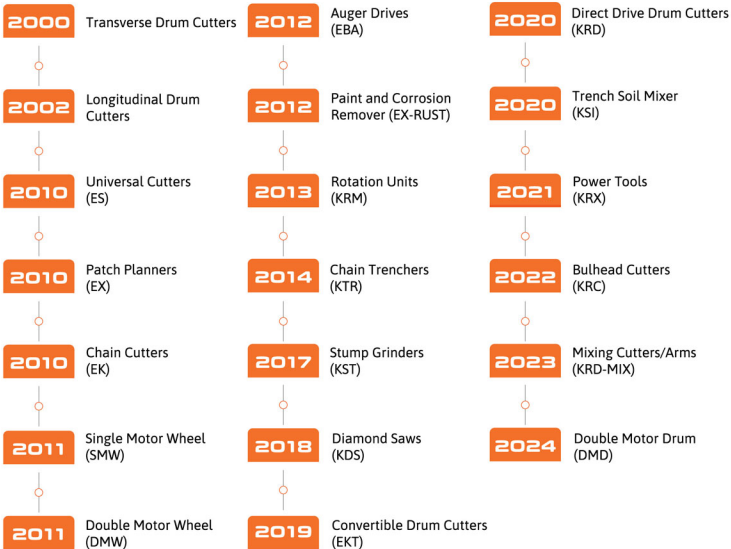 2000
Transverse Drum Cutters
2002
Longitudinal Drum
Cutters
2010
Universal Cutters
(ES)
2010
Patch Planners
(EX)
2010
Chain Cutters
(EK)
2011
Single Motor Wheel
(SMW)
2011
Double Motor Wheel
(DMW)
2012
Auger Drives
(EBA)
2012
Paint and Corrosion
Remover (EX-RUST)
2013
Rotation Units
(KRM)
2014
Chain Trenchers
(KTR)
2017
Stump Grinders
(KST)
2018
Diamond Saws
(KDS)
2019
Convertible Drum Cutters
(EKT)
2020
Direct Drive Drum Cutters
(KRD)
2020
Trench Soil Mixer
(KSI)
2021
Power Tools
(KRX)
2022
Bulhead Cutters
(KRC)
2023
Mixing Cutters/Arms
(KRD-MIX)
2024
Double Motor Drum
(DMD)